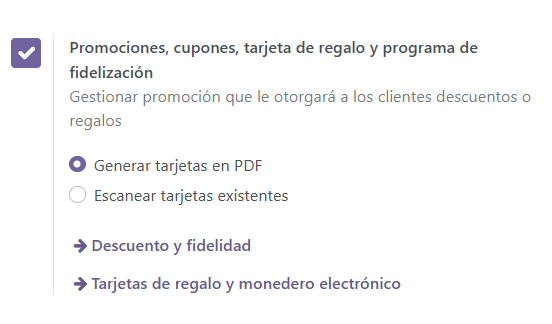 Promociones, cupones, tarjeta de regalo y programa de
fidelización
Gestionar promoción que le otorgará a los clientes descuentos o
regalos
Generar tarjetas en PDF
Escanear tarjetas existentes
Descuento y fidelidad
Tarjetas de regalo y monedero electrónico